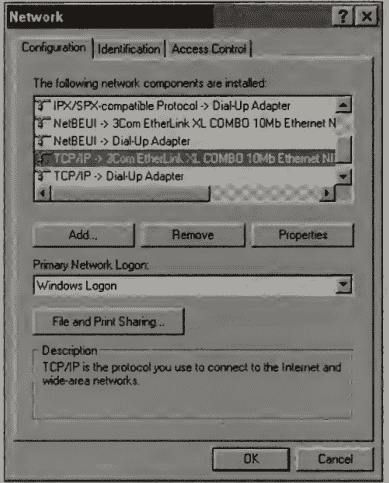 Network
Configuration Identification Access Control
The following network components are installed:
IPX/SPX-compatible Protocol -> Dial-Up Adapter
NetBEUI -> 3Com EtherLink XL COMBO 10Mb Ethernet N
NetBEUI -> Dial-Up Adapter
TCP/IP -> 3Com EtherLink XL COMBO 10Mb Ethernet NI
TCP/IP -> Dial-Up Adapter
Add... Remove Properties
Primary Network Logon:
Windows Logon
File and Print Sharing...
Description
TCP/IP is the protocol you use to connect to the Internet and
wide-area networks.
OK Cancel